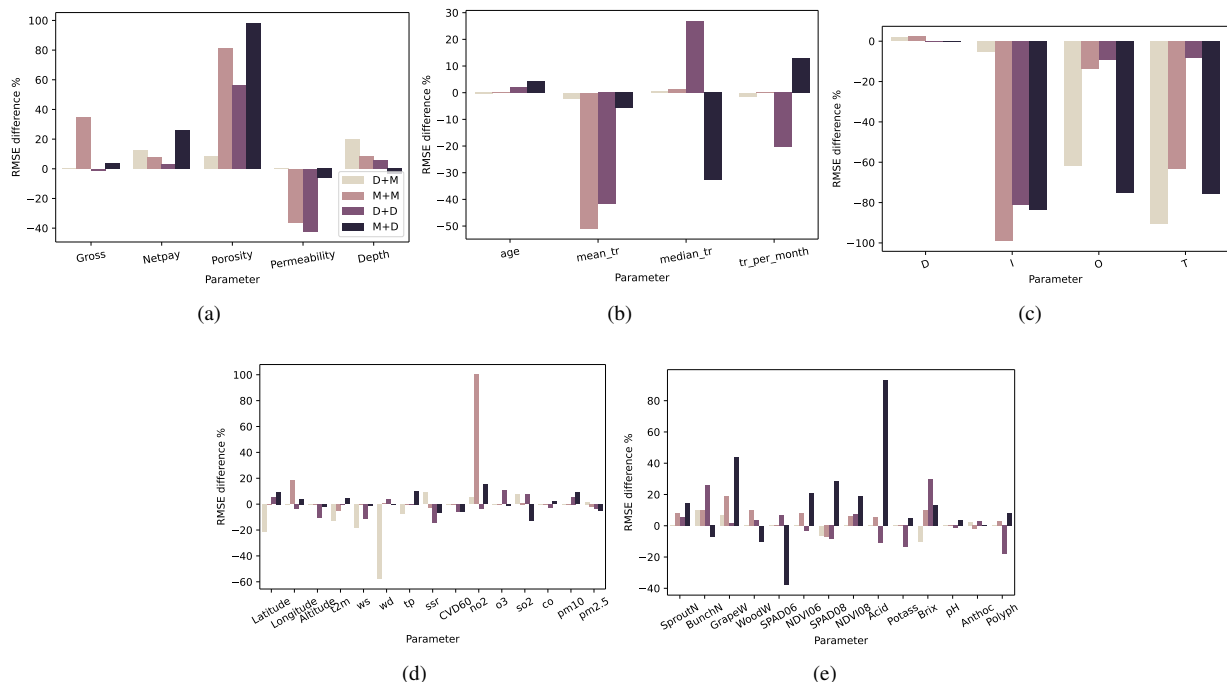 RMSE difference %
100
80
60
40
20
0
−20
−40
D+M
M+M
D+D
M+D
Gross
Netpay
Porosity
Permeability
Depth
Parameter
(a)
RMSE difference %
30
20
10
0
−10
−20
−30
−40
−50
age
mean_tr
median_tr
tr_per_month
Parameter
(b)
RMSE difference %
0
−20
−40
−60
−80
−100
D
I
O
T
Parameter
(c)
RMSE difference %
100
80
60
40
20
0
−20
−40
−60
Latitude
Longitude
Altitude
t2m
ws
wd
tp
ssr
CVD60
no2
o3
so2
co
pm10
pm2.5
Parameter
(d)
RMSE difference %
80
60
40
20
0
−20
−40
SproutN
BunchN
GrapeW
WoodW
SPAD06
NDVI06
SPAD08
NDVI08
Acid
Potass
Brix
pH
Anthoc
Polyph
Parameter
(e)